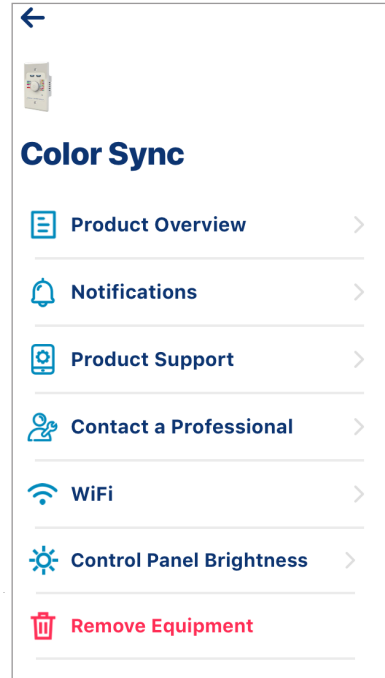 Color Sync
Product Overview
Notifications
Product Support
Contact a Professional
WiFi
Control Panel Brightness
Remove Equipment